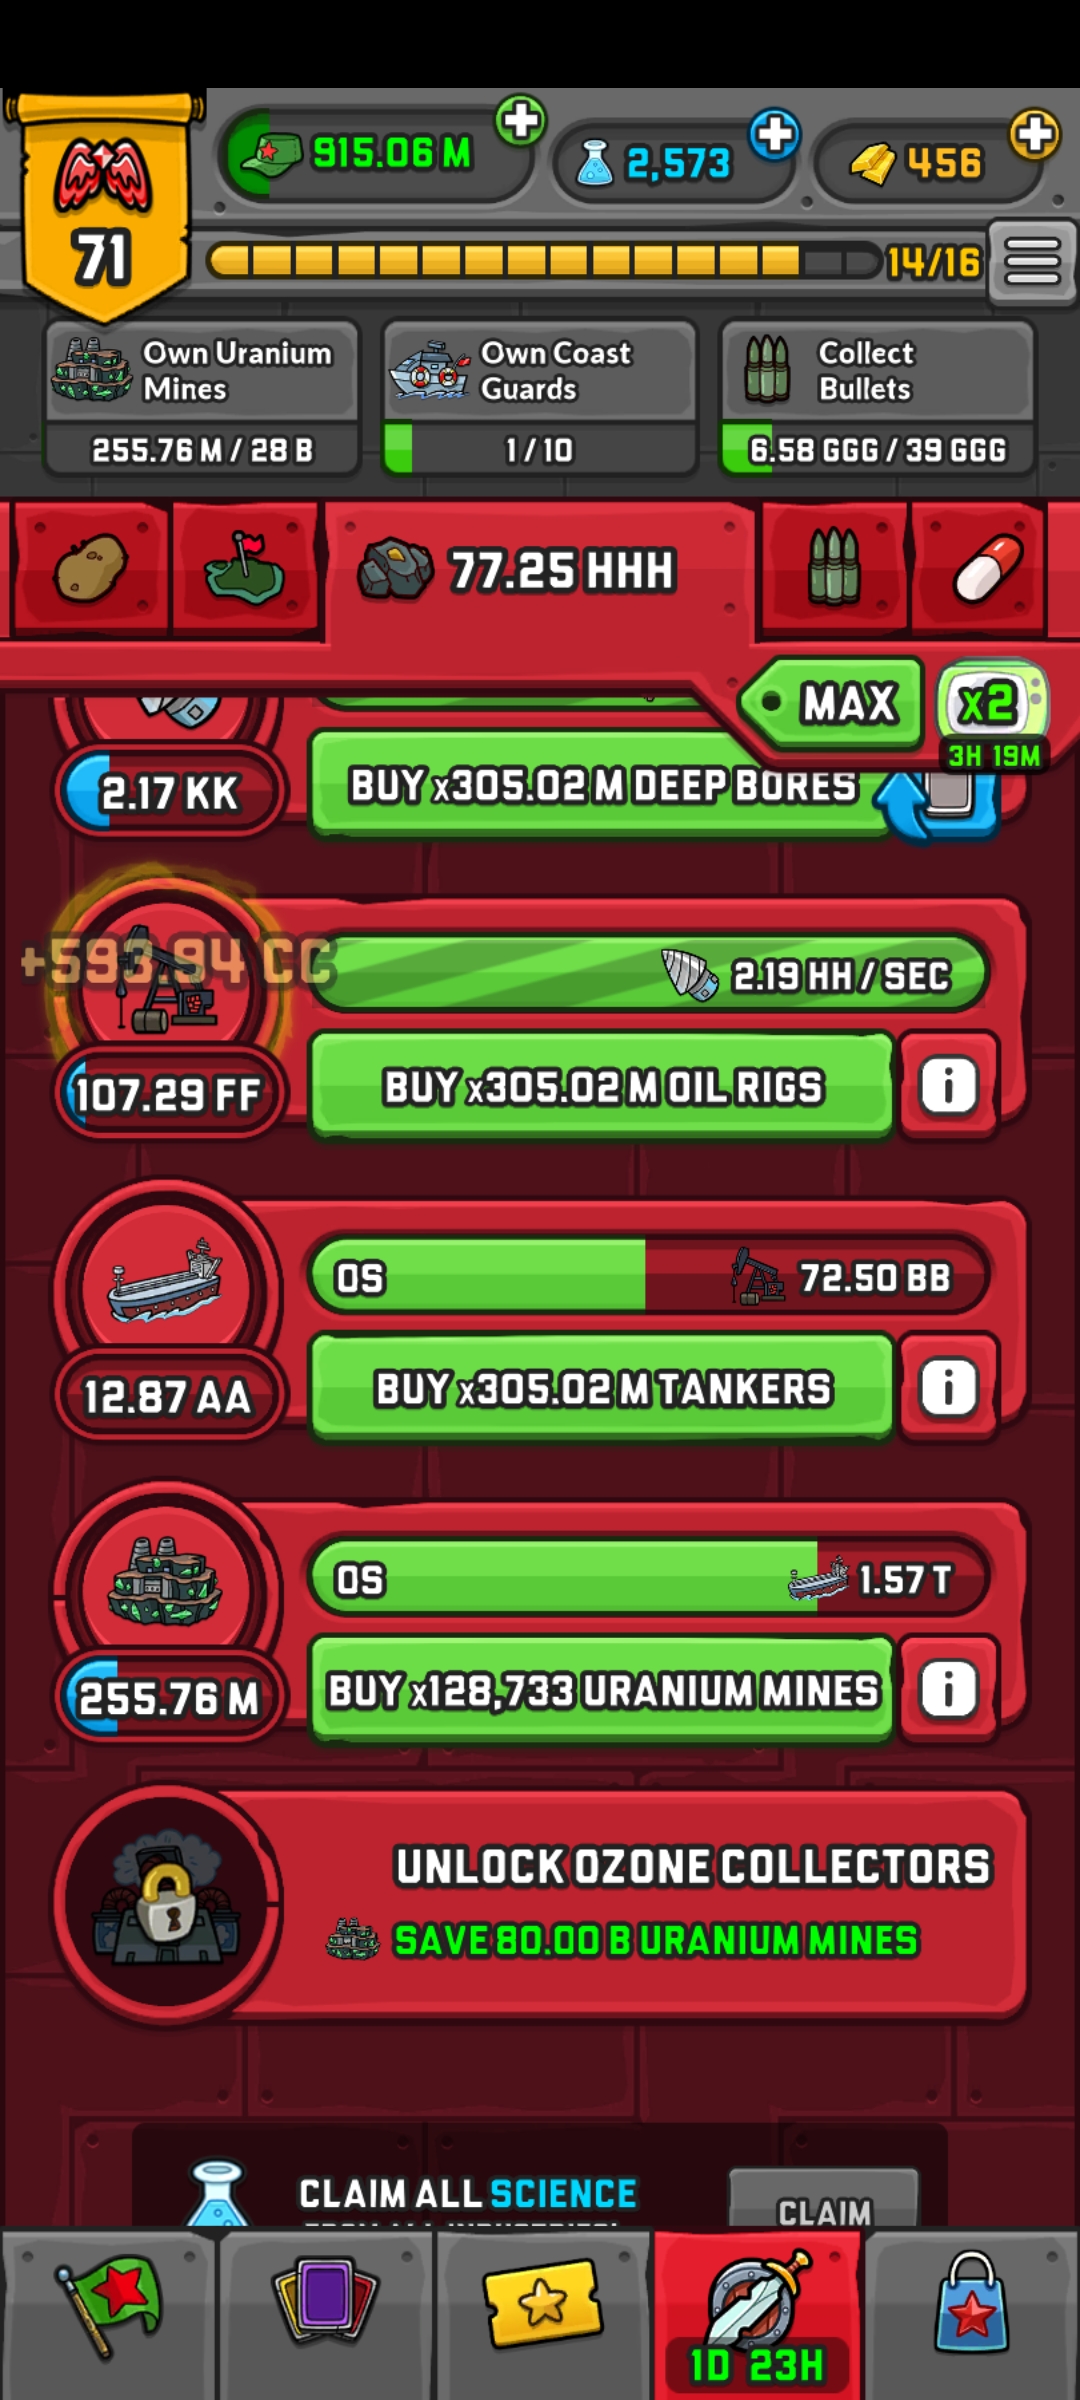 915.06 M
2,573
456
71
14/16
Own Uranium
Mines
255.76 M / 28 B
Own Coast
Guards
1 / 10
Collect
Bullets
6.58 GGG / 39 GGG
77.25 HHH
MAX
x2
3H 19M
2.17 KK
BUY x305.02 M DEEP BORES
+593.94 CC
2.19 HH / SEC
107.29 FF
BUY x305.02 M OIL RIGS
i
0S
72.50 BB
12.87 AA
BUY x305.02 M TANKERS
i
0S
1.57 T
255.76 M
BUY x128,733 URANIUM MINES
i
UNLOCK OZONE COLLECTORS
SAVE 80.00 B URANIUM MINES
CLAIM ALL SCIENCE
CLAIM
1D 23H